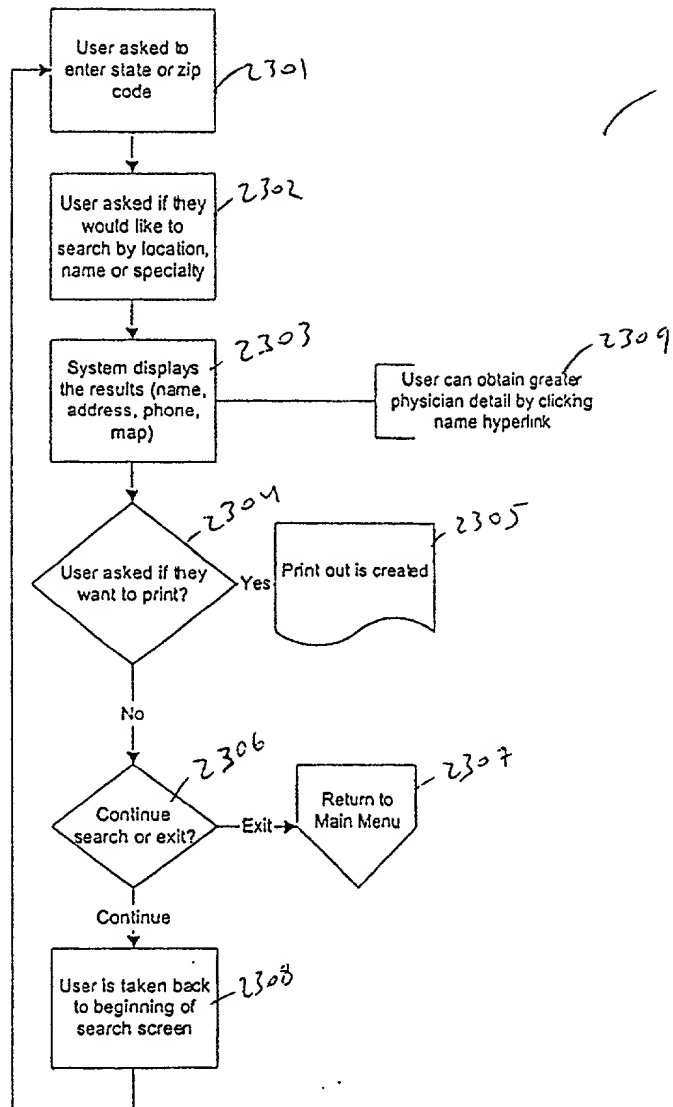 User asked to
enter state or zip
code
2301
User asked if they
would like to
search by location,
name or specialty
2302
System displays
the results (name,
address, phone,
map)
2303
User can obtain greater
physician detail by clicking
name hyperlink
2309
User asked if they
want to print?
2304
Yes
Print out is created
2305
No
Continue
search or exit?
2306
Exit
Return to
Main Menu
2307
Continue
User is taken back
to beginning of
search screen
2308